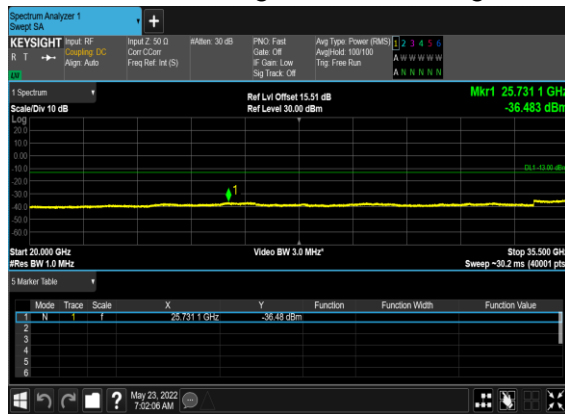 Spectrum Analyzer 1
Swept SA
KEYSIGHT Input: RF Input Z: 50 Ω #Atten: 30 dB PNO: Fast Avg Type: Power (RMS) 1 2 3 4 5 6
R T Coupling: DC Corr CCorr Gate: Off Avg|Hold: 100/100 A W W W W W
Align: Auto Freq Ref: Int (S) IF Gain: Low Trig: Free Run
LW Sig Track: Off A N N N N N
1 Spectrum Ref Lvl Offset 15.51 dB Mkr1 25.731 1 GHz
Scale/Div 10 dB Ref Level 30.00 dBm -36.483 dBm
Log
20.0
10.0
0.00
-10.0 DL1 -13.00 dBm
-20.0
-30.0 1
-40.0
-50.0
-60.0
Start 20.000 GHz Video BW 3.0 MHz* Stop 35.500 GHz
#Res BW 1.0 MHz Sweep ~30.2 ms (40001 pts
5 Marker Table
Mode Trace Scale X Y Function Function Width Function Value
1 N 1 f 25.731 1 GHz -36.48 dBm
2
3
4
5
6
? May 23, 2022
7:02:06 AM